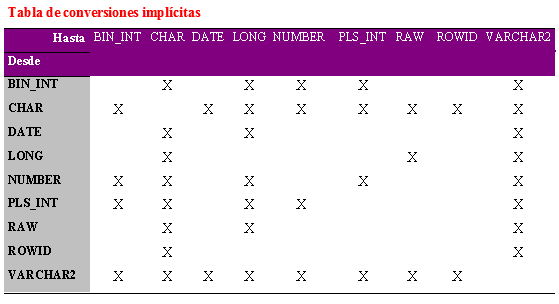 Tabla de conversiones implícitas
Hasta BIN_INT CHAR DATE LONG NUMBER PLS_INT RAW ROWID VARCHAR2
Desde
BIN_INT X X X X X
CHAR X X X X X X X X
DATE X X X
LONG X X X
NUMBER X X X X X
PLS_INT X X X X X
RAW X X X
ROWID X X
VARCHAR2 X X X X X X X X